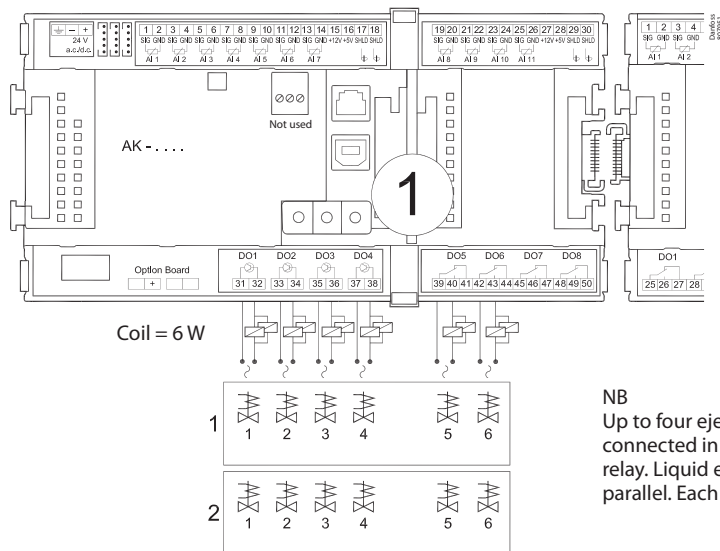 1 2 3 4 5 6 7 8 9 10 11 12 13 14 15 16 17 18
⏚ − +
24 V
a.c./d.c.
SIG GND SIG GND SIG GND SIG GND SIG GND SIG GND SIG GND +12V +5V SHLD SHLD
AI 1 AI 2 AI 3 AI 4 AI 5 AI 6 AI 7
19 20 21 22 23 24 25 26 27 28 29 30
SIG GND SIG GND SIG GND SIG GND +12V +5V SHLD SHLD
AI 8 AI 9 AI 10 AI 11
1 2 3 4
SIG GND SIG GND
AI 1 AI 2
Danfoss
Not used
AK - . . . .
1
Option Board
+
DO1 DO2 DO3 DO4
31 32 33 34 35 36 37 38
DO5 DO6 DO7 DO8
39 40 41 42 43 44 45 46 47 48 49 50
DO1
25 26 27 28
Coil = 6 W
1
1 2 3 4 5 6
2
1 2 3 4 5 6
NB
Up to four eje
connected in
relay. Liquid e
parallel. Each